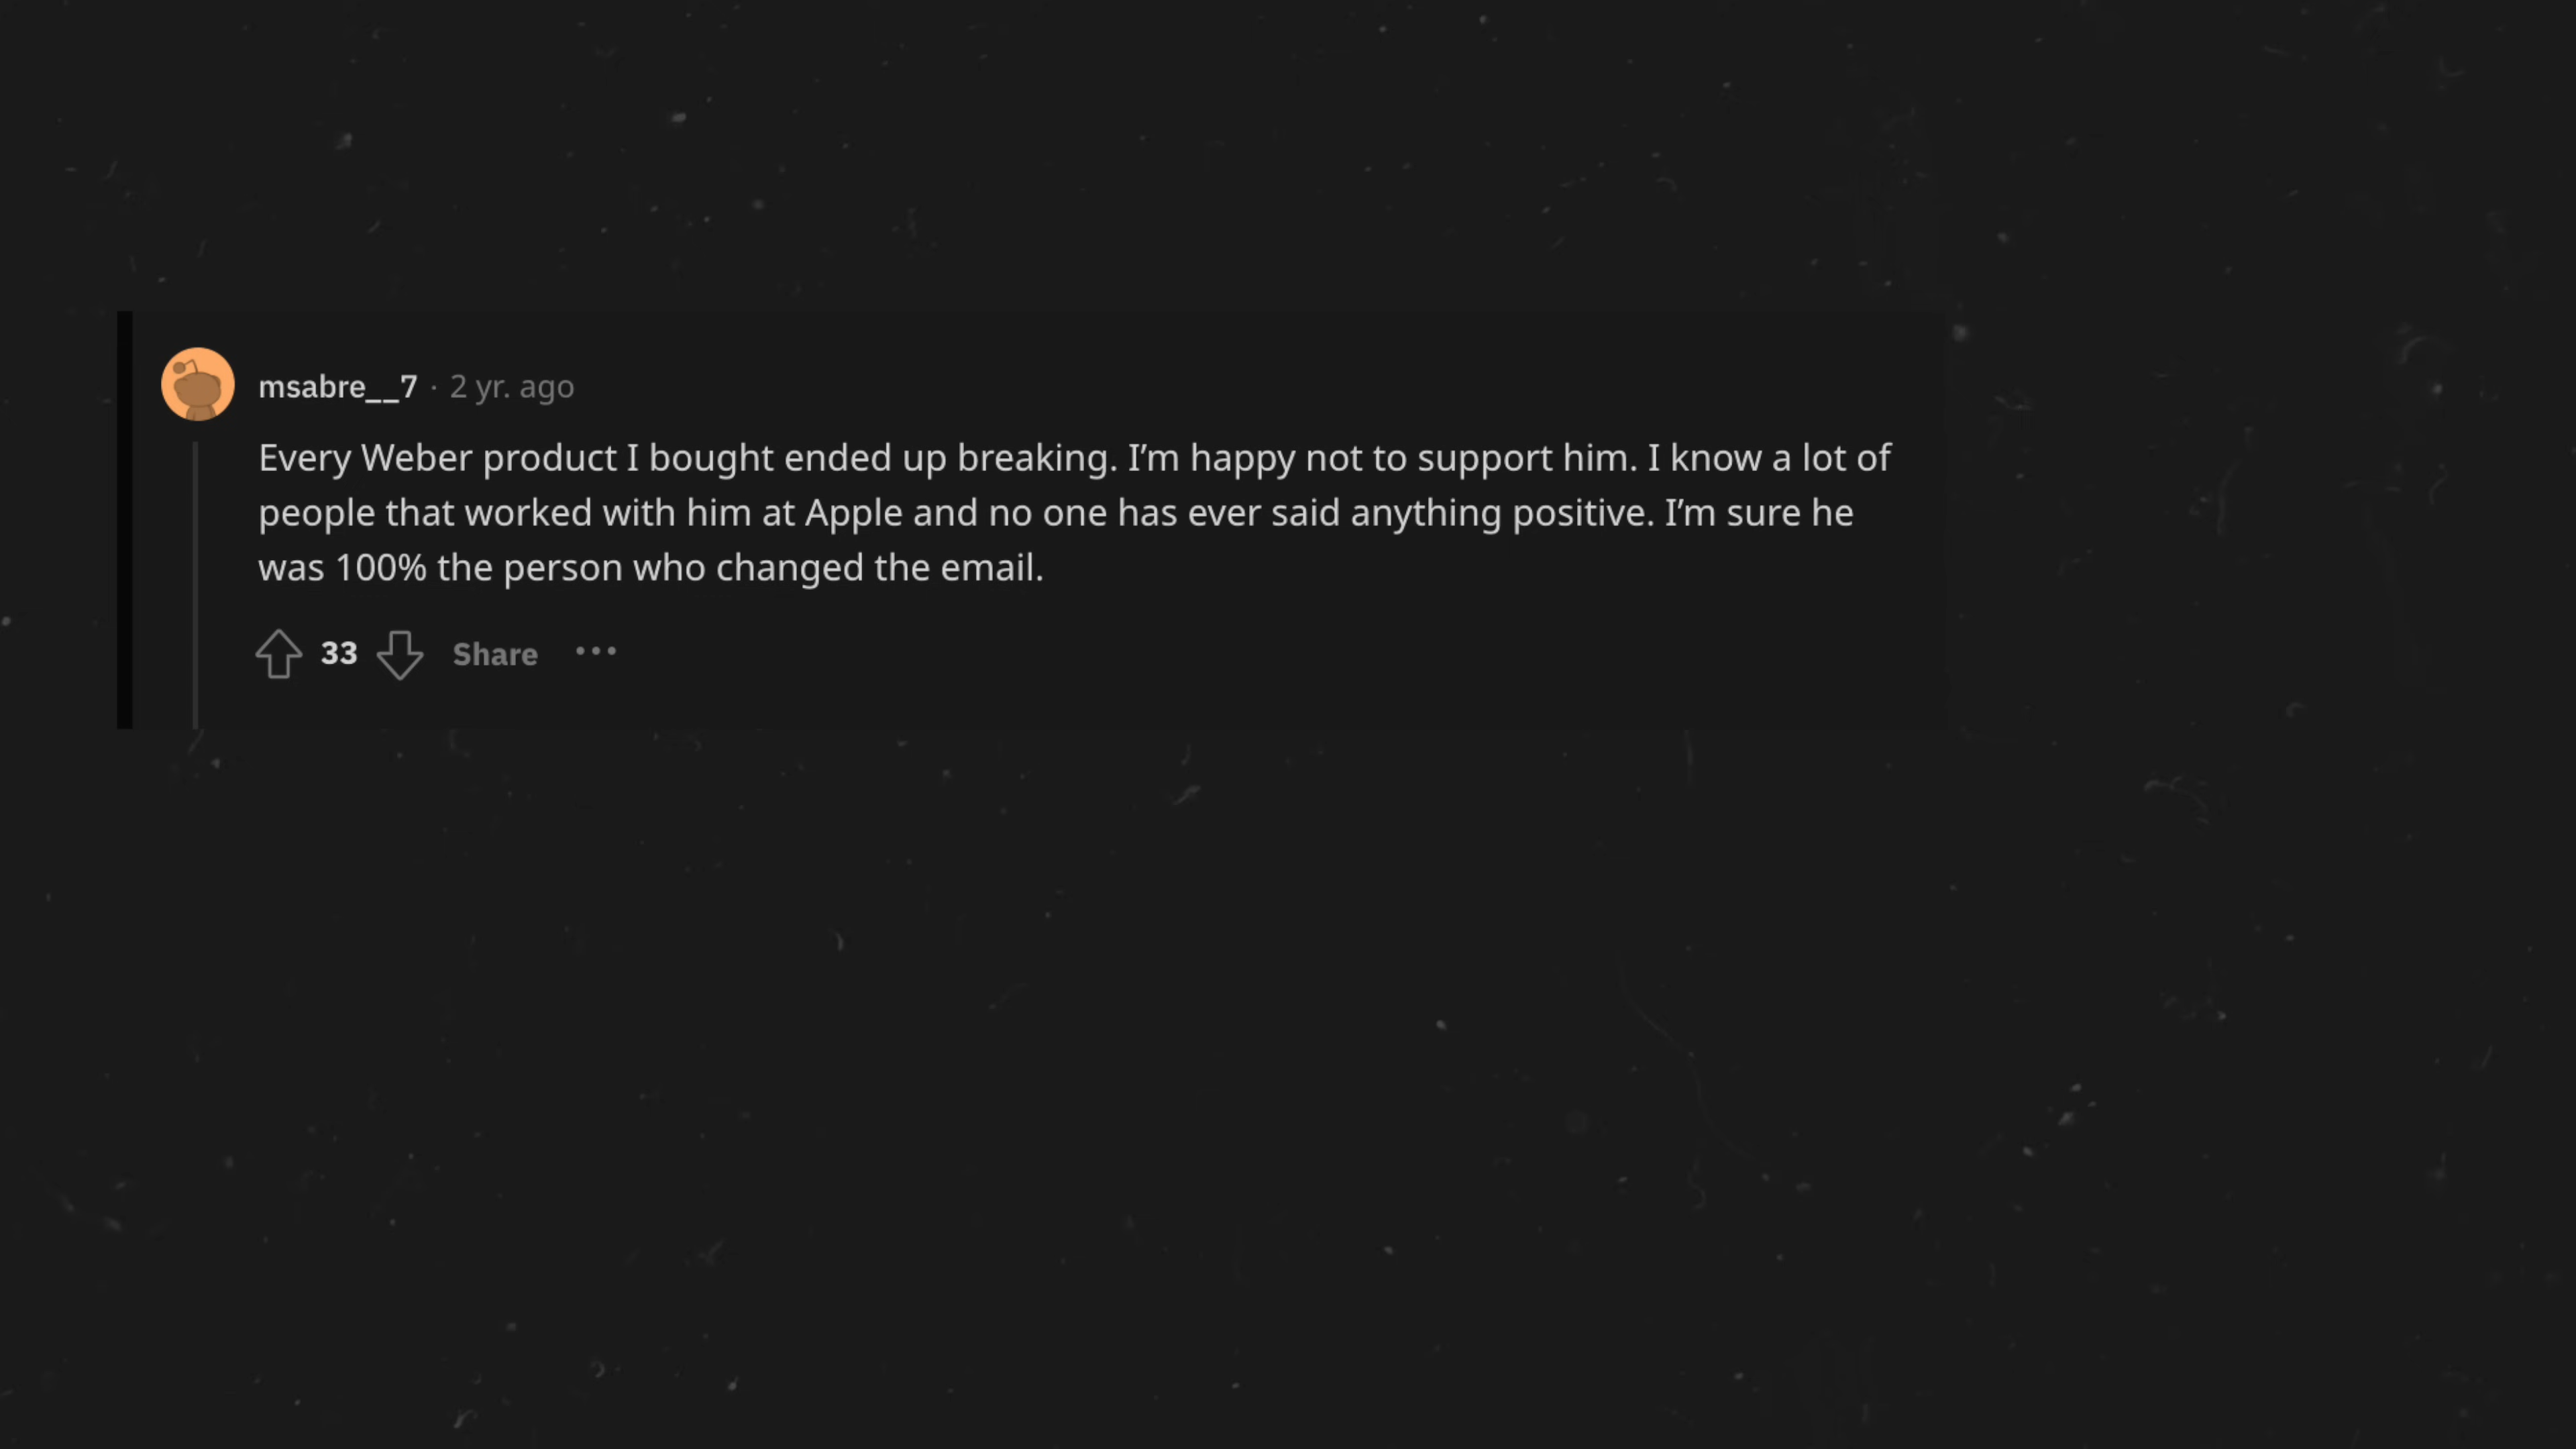 msabre__7 · 2 yr. ago
Every Weber product I bought ended up breaking. I’m happy not to support him. I know a lot of
people that worked with him at Apple and no one has ever said anything positive. I’m sure he
was 100% the person who changed the email.
33 Share ···